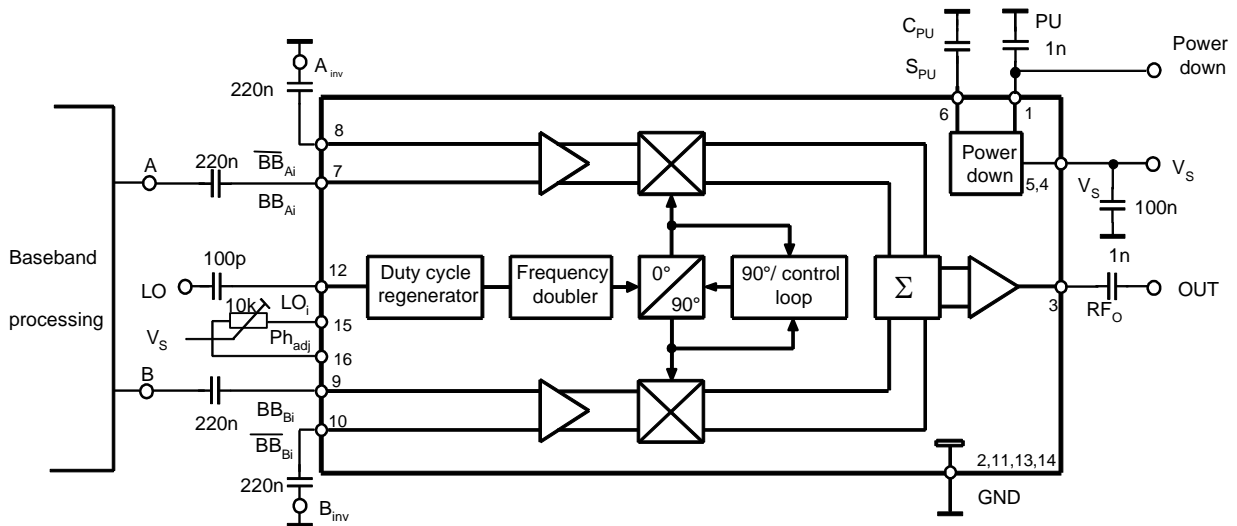 C_PU
PU
1n
S_PU
Power
down
A_inv
220n
6
1
8
Power
down
A
220n
B̅B̅_Ai
7
5,4
V_S
V_S
BB_Ai
100n
Baseband
processing
100p
12
Duty cycle
regenerator
Frequency
doubler
0°
90°
90°/ control
loop
Σ
1n
LO
10k
LO_i
3
OUT
RF_O
15
V_S
Ph_adj
16
B
9
220n
BB_Bi
10
B̅B̅_Bi
220n
2,11,13,14
GND
B_inv